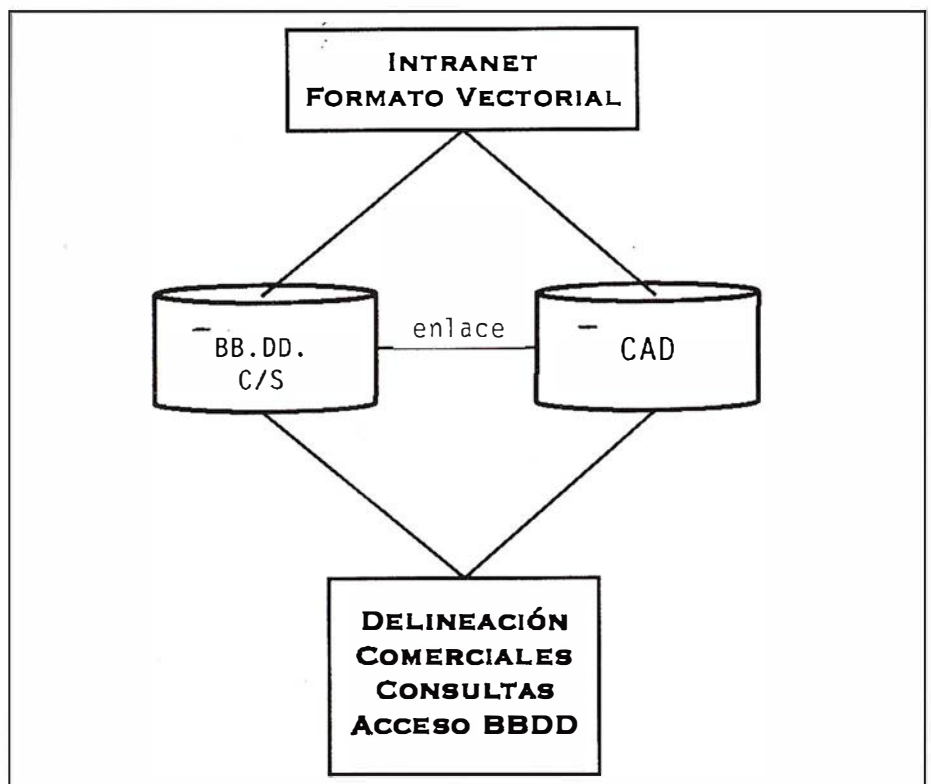 INTRANET
FORMATO VECTORIAL
BB.DD.
C/S
enlace
CAD
DELINEACIÓN
COMERCIALES
CONSULTAS
ACCESO BBDD